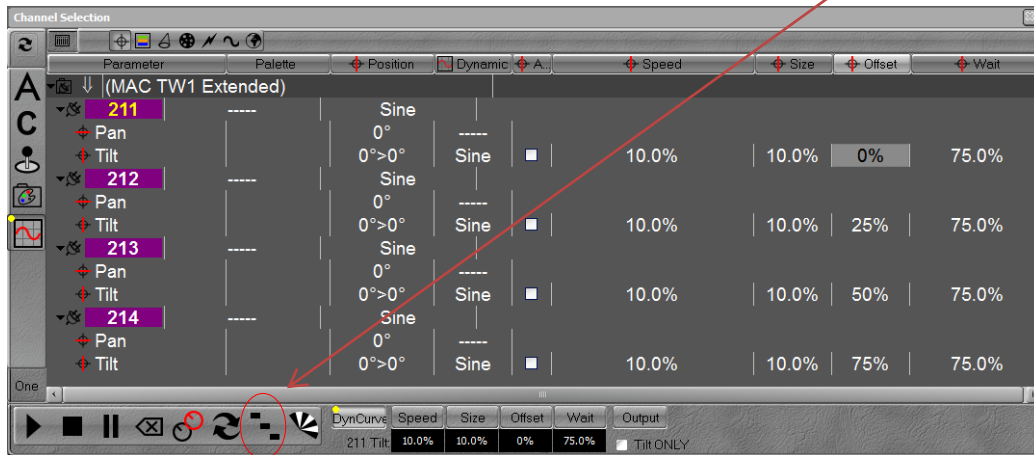 Channel Selection
Parameter Palette Position Dynamic A... Speed Size Offset Wait
A (MAC TW1 Extended)
211 ----- Sine
C Pan 0° -----
Tilt 0°>0° Sine 10.0% 10.0% 0% 75.0%
212 ----- Sine
Pan 0° -----
Tilt 0°>0° Sine 10.0% 10.0% 25% 75.0%
213 ----- Sine
Pan 0° -----
Tilt 0°>0° Sine 10.0% 10.0% 50% 75.0%
214 ----- Sine
Pan 0° -----
Tilt 0°>0° Sine 10.0% 10.0% 75% 75.0%
One
DynCurve Speed Size Offset Wait Output
211 Tilt: 10.0% 10.0% 0% 75.0% Tilt ONLY